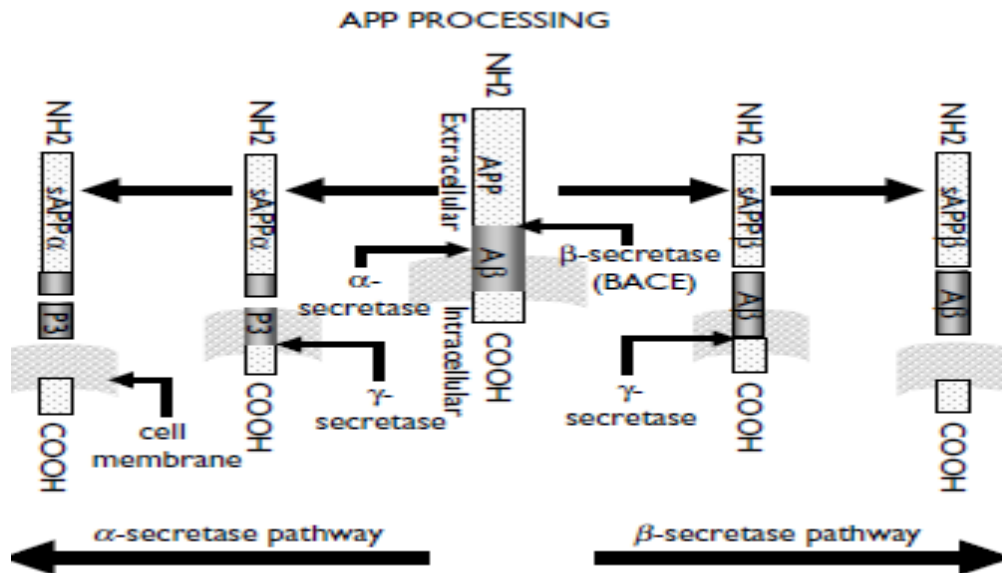 APP PROCESSING
NH2
NH2
NH2
NH2
NH2
sAPPα
sAPPα
Extracellular
APP
sAPPβ
sAPPβ
Aβ
α-
secretase
β-secretase
(BACE)
P3
P3
Aβ
Aβ
Intracellular
COOH
COOH
COOH
COOH
COOH
γ-
secretase
γ-
secretase
cell
membrane
α-secretase pathway
β-secretase pathway